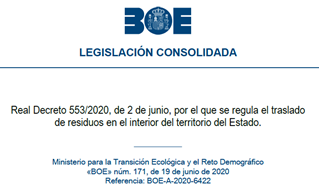 BOE
LEGISLACIÓN CONSOLIDADA
Real Decreto 553/2020, de 2 de junio, por el que se regula el traslado
de residuos en el interior del territorio del Estado.
Ministerio para la Transición Ecológica y el Reto Demográfico
«BOE» núm. 171, de 19 de junio de 2020
Referencia: BOE-A-2020-6422